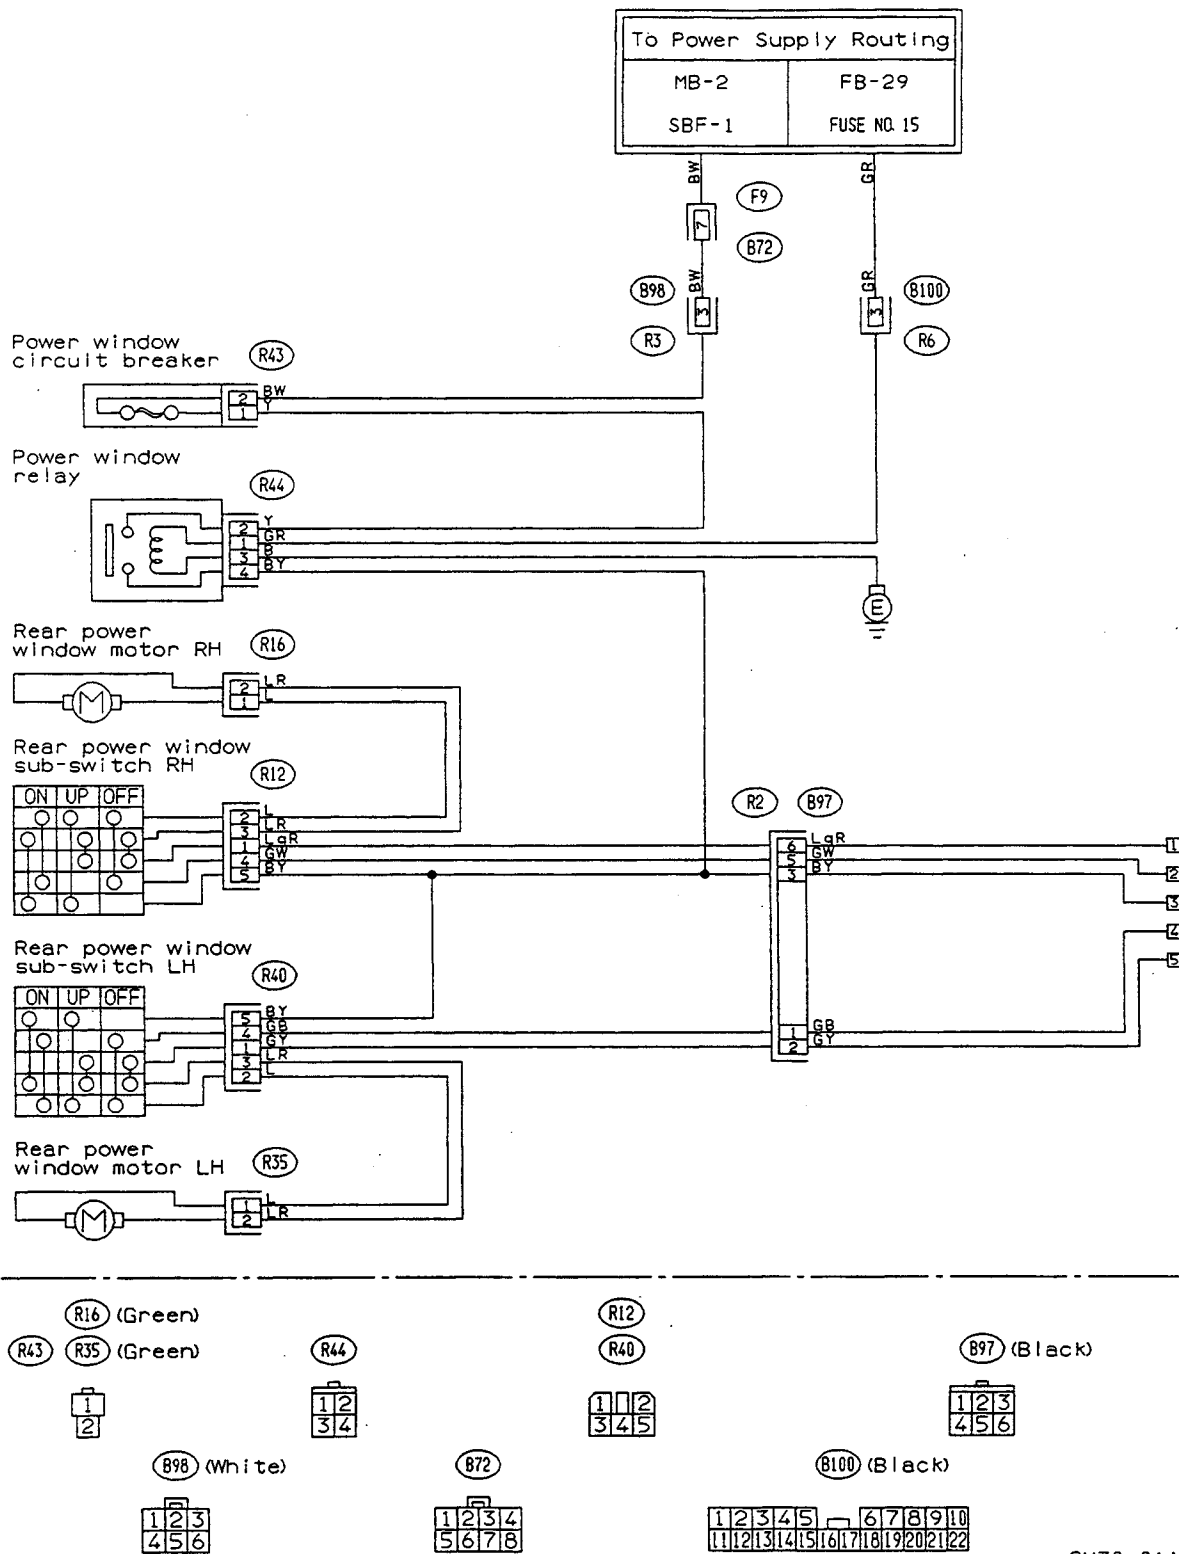 To Power Supply Routing
MB-2 FB-29
SBF-1 FUSE NO. 15
BW GR
F9
7
B72
BW GR
B98 B100
3 3
R3 R6
Power window
circuit breaker R43
2 BW
1 Y
Power window
relay R44
2 Y
1 GR
3 B
4 BY
E
Rear power
window motor RH R16
2 LR
M 1 L
Rear power window
sub-switch RH R12
ON UP OFF
2 L
3 LR
1 LgR
4 GW
5 BY
R2 B97
6 LgR 1
5 GW 2
3 BY 3
4
5
1 GB
2 GY
Rear power window
sub-switch LH R40
ON UP OFF
5 BY
4 GB
1 GY
3 LR
2 L
Rear power
window motor LH R35
1 L
M 2 LR
R16 (Green) R12
R43 R35 (Green) R44 R40 B97 (Black)
1 1 2 1 2 1 2 3
2 3 4 3 4 5 4 5 6
B98 (White) B72 B100 (Black)
1 2 3 1 2 3 4 1 2 3 4 5 6 7 8 9 10
4 5 6 5 6 7 8 11 12 13 14 15 16 17 18 19 20 21 22